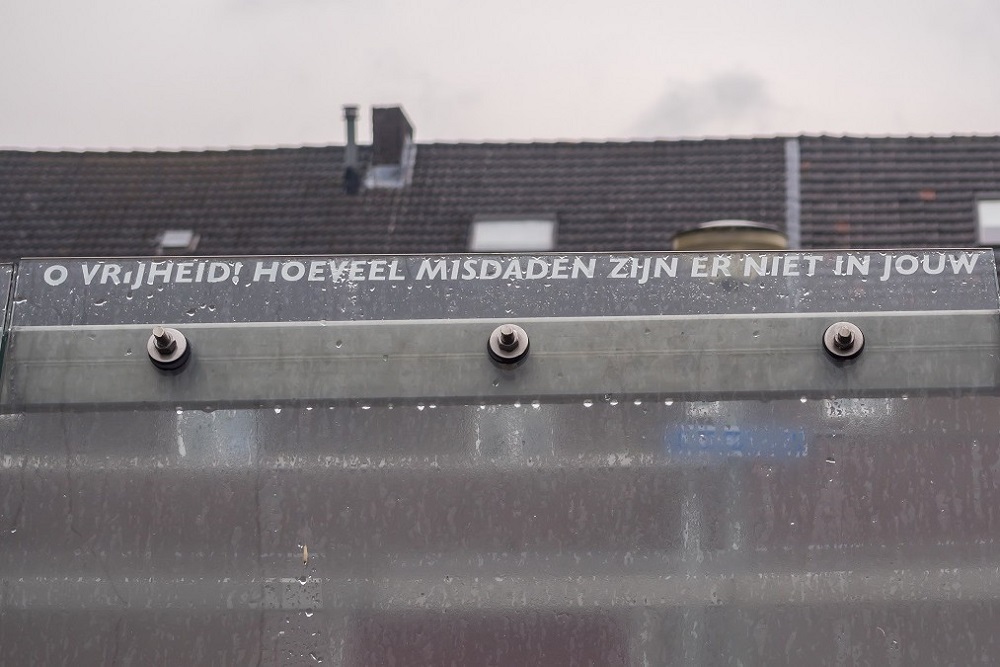 O VRIJHEID! HOEVEEL MISDADEN ZIJN ER NIET IN JOUW